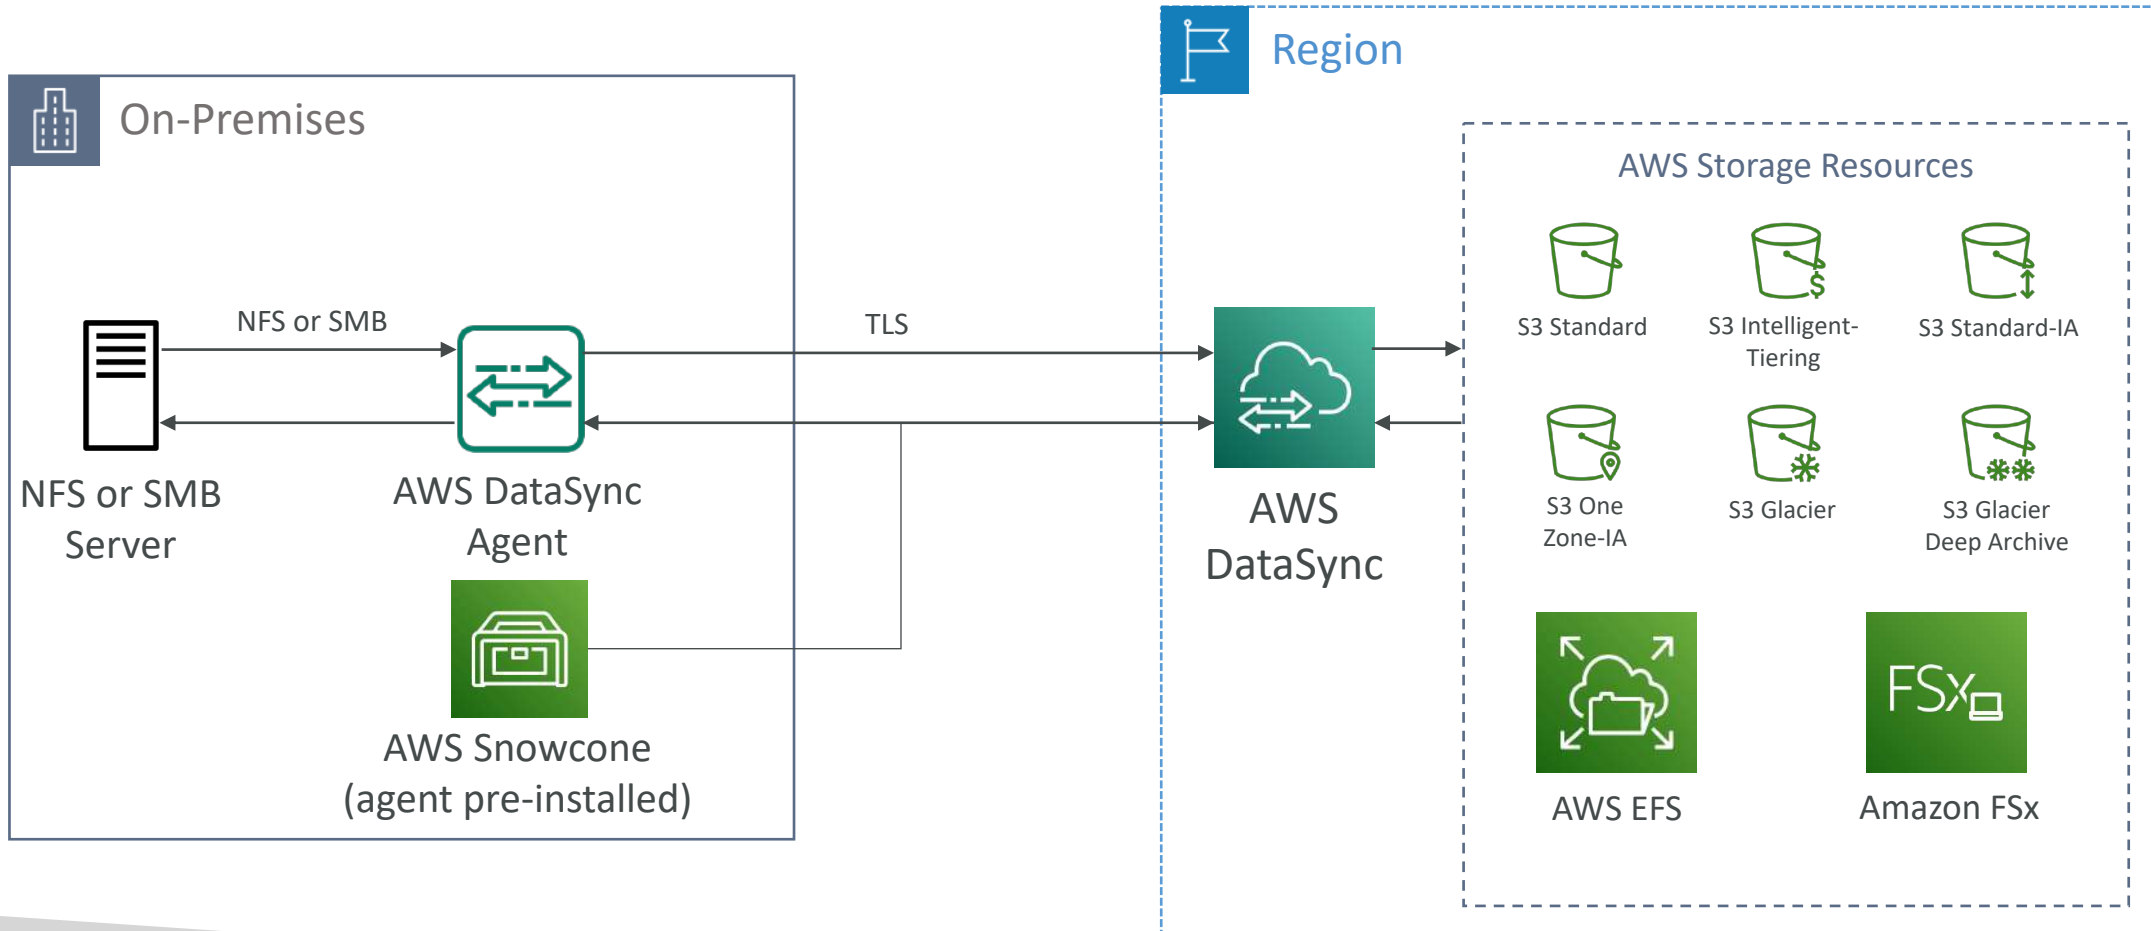 Region
On-Premises
AWS Storage Resources
NFS or SMB
TLS
S3 Standard
S3 Intelligent-
Tiering
S3 Standard-IA
NFS or SMB
Server
AWS DataSync
Agent
AWS
DataSync
S3 One
Zone-IA
S3 Glacier
S3 Glacier
Deep Archive
FSx
AWS Snowcone
(agent pre-installed)
AWS EFS
Amazon FSx